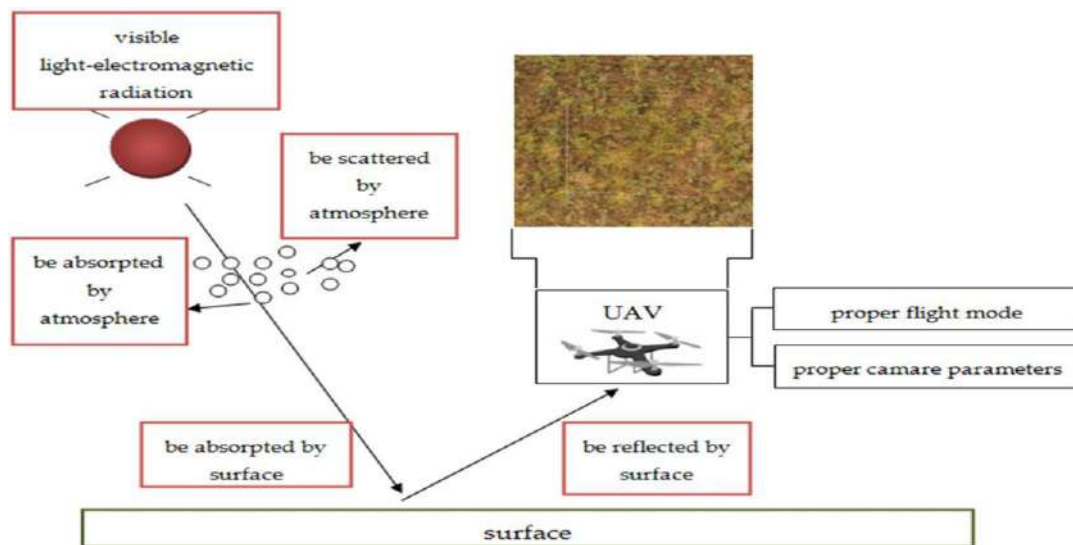 visible
light-electromagnetic
radiation
be scattered
by
atmosphere
be absorpted
by
atmosphere
UAV
proper flight mode
proper camare parameters
be absorpted by
surface
be reflected by
surface
surface